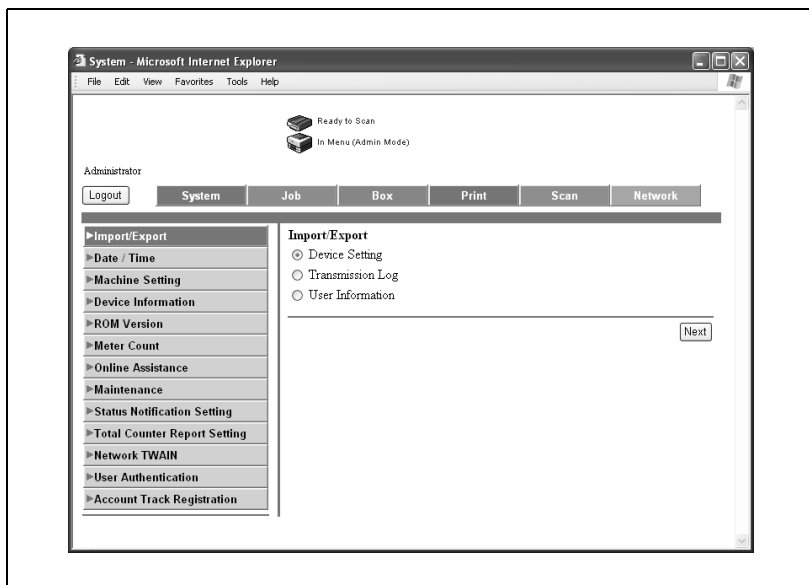 System - Microsoft Internet Explorer
File Edit View Favorites Tools Help
Ready to Scan
In Menu (Admin Mode)
Administrator
Logout System Job Box Print Scan Network
Import/Export
Date / Time
Machine Setting
Device Information
ROM Version
Meter Count
Online Assistance
Maintenance
Status Notification Setting
Total Counter Report Setting
Network TWAIN
User Authentication
Account Track Registration
Import/Export
Device Setting
Transmission Log
User Information
Next